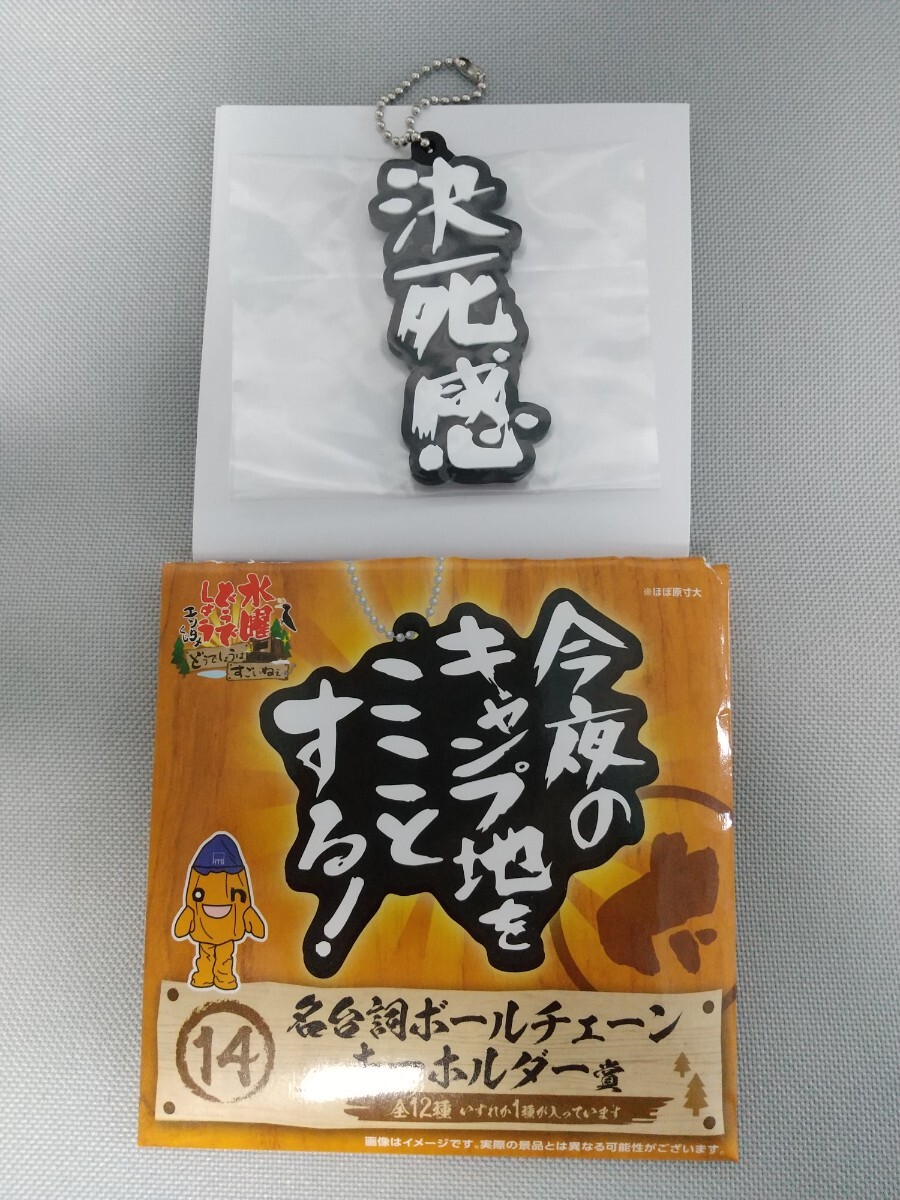 決死感
※ほぼ原寸大
水曜
どうで
しょう
どうでしょうは
すごいねぇ
今夜の
キャンプ地を
ここと
する!
on
14
名台詞ボールチェーン
キーホルダー賞
全12種 いずれか1種が入っています
画像はイメージです。実際の景品とは異なる可能性がございます。